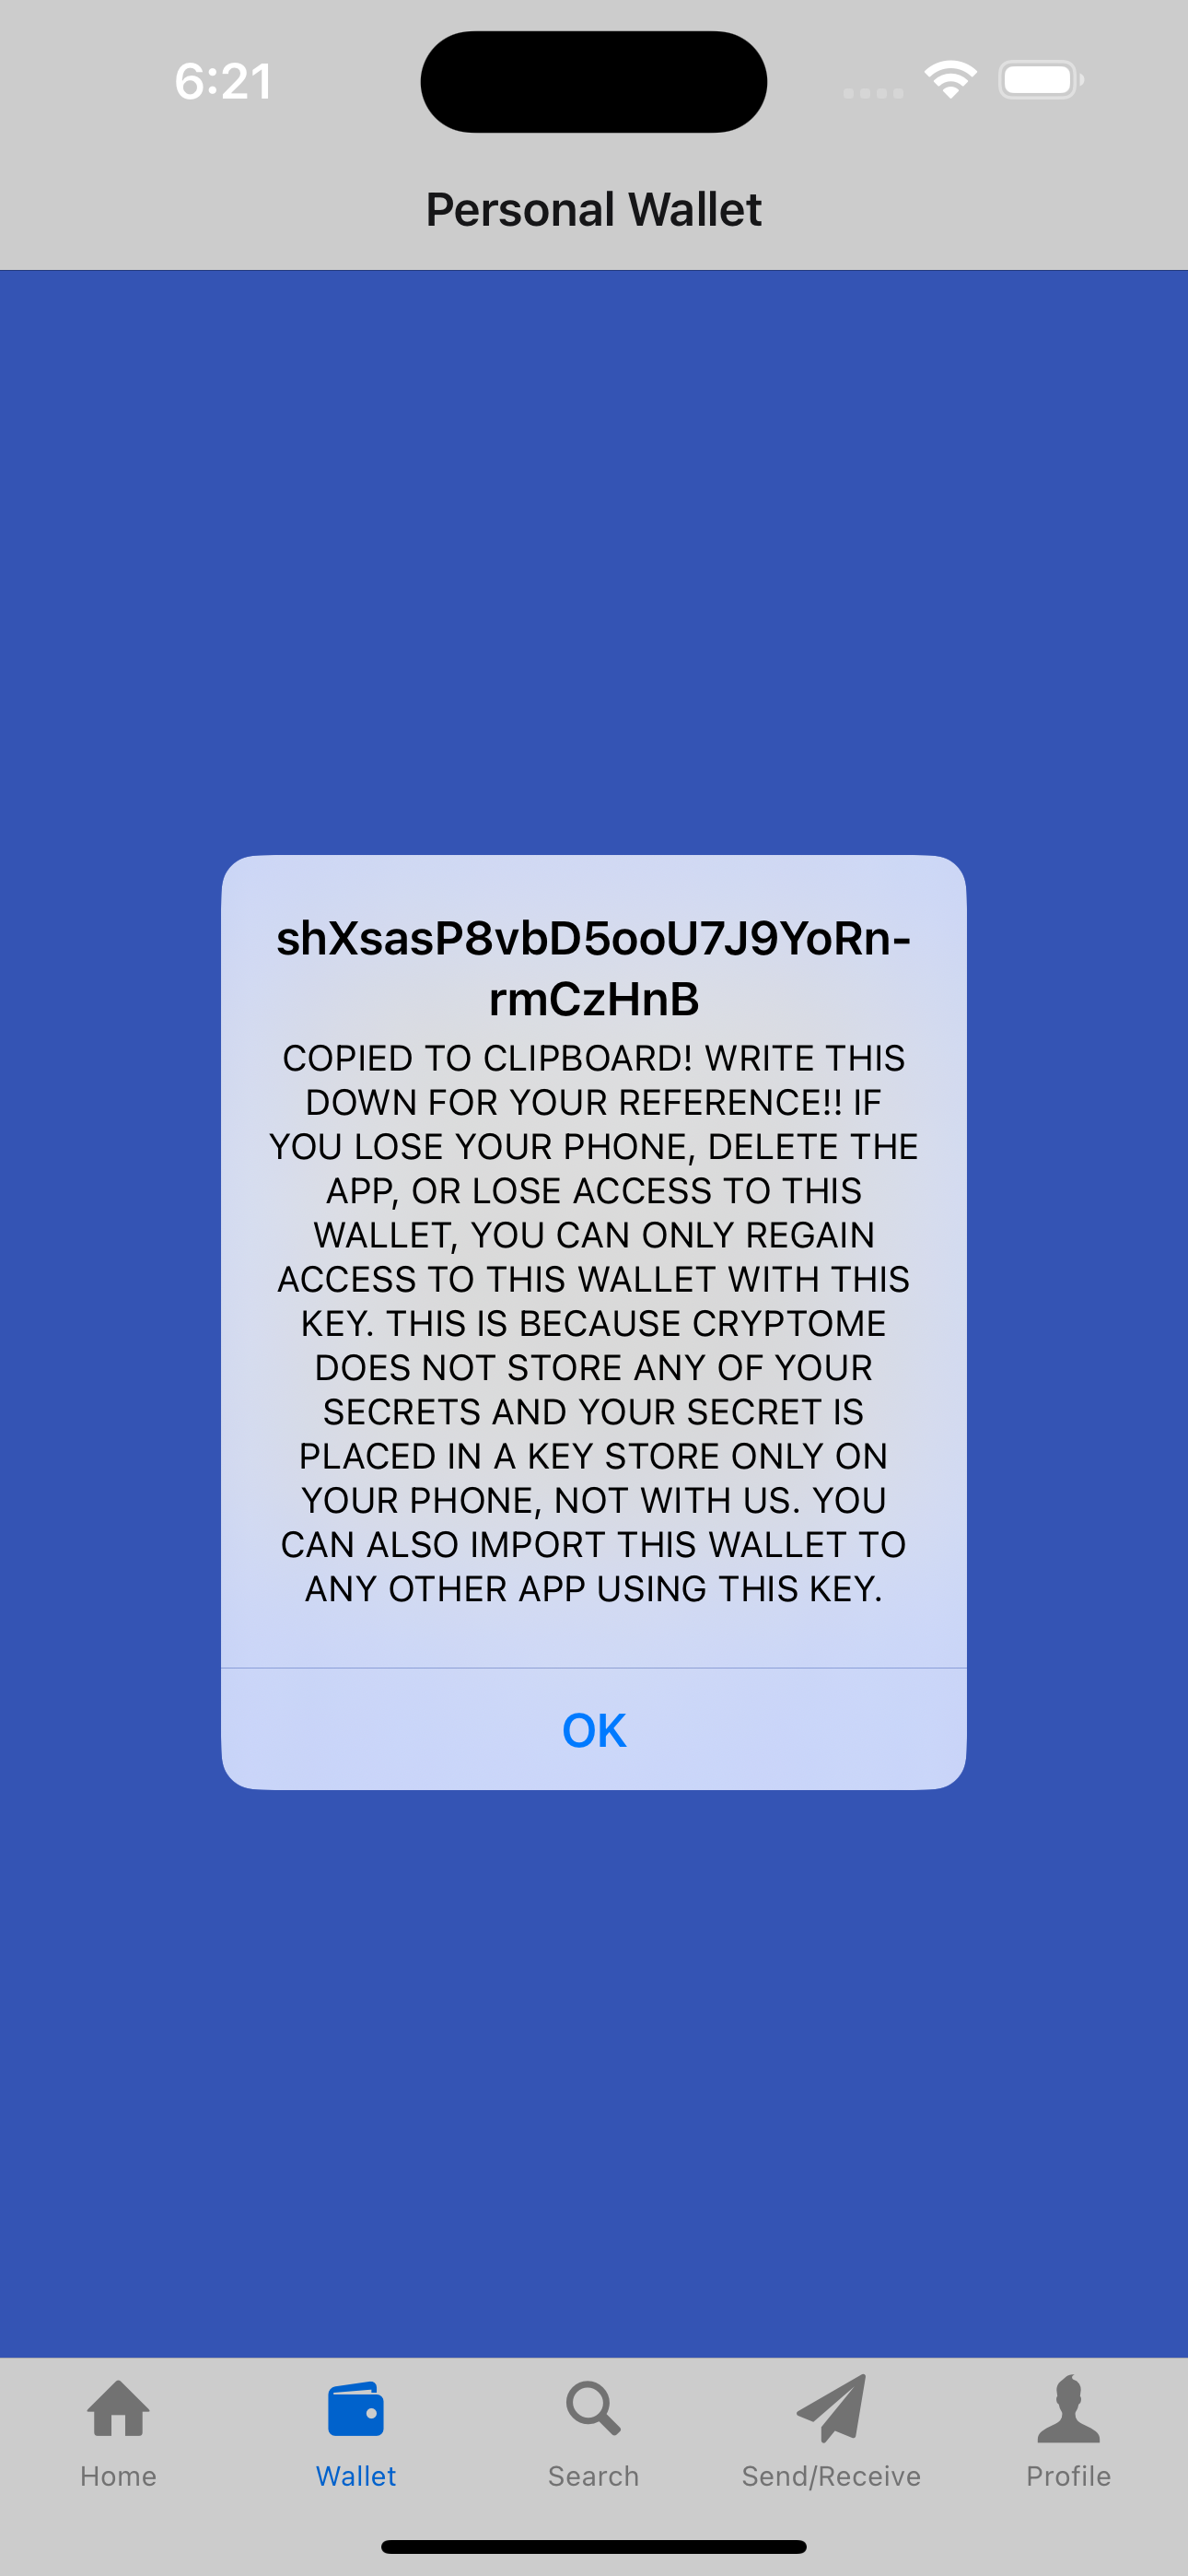 6:21
Personal Wallet
shXsasP8vbD5ooU7J9YoRn-
rmCzHnB
COPIED TO CLIPBOARD! WRITE THIS
DOWN FOR YOUR REFERENCE!! IF
YOU LOSE YOUR PHONE, DELETE THE
APP, OR LOSE ACCESS TO THIS
WALLET, YOU CAN ONLY REGAIN
ACCESS TO THIS WALLET WITH THIS
KEY. THIS IS BECAUSE CRYPTOME
DOES NOT STORE ANY OF YOUR
SECRETS AND YOUR SECRET IS
PLACED IN A KEY STORE ONLY ON
YOUR PHONE, NOT WITH US. YOU
CAN ALSO IMPORT THIS WALLET TO
ANY OTHER APP USING THIS KEY.
OK
Home
Wallet
Search
Send/Receive
Profile